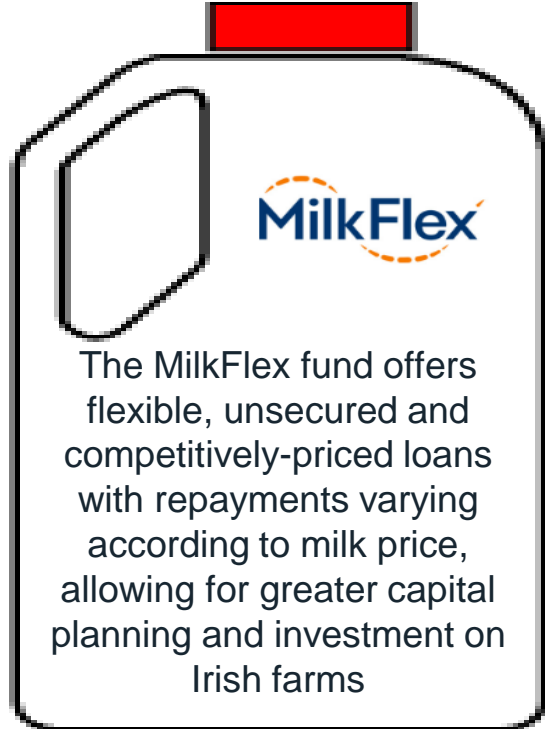 MilkFlex
The MilkFlex fund offers
flexible, unsecured and
competitively-priced loans
with repayments varying
according to milk price,
allowing for greater capital
planning and investment on
Irish farms